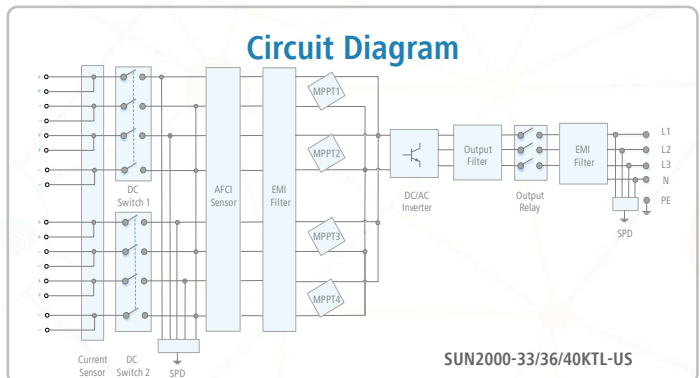 Circuit Diagram
+
+
−
−
+
+
−
−
+
+
−
−
+
+
−
−
DC
Switch 1
AFCI
Sensor
EMI
Filter
MPPT1
MPPT2
MPPT3
MPPT4
DC/AC
Inverter
Output
Filter
Output
Relay
EMI
Filter
L1
L2
L3
N
PE
SPD
Current
Sensor
DC
Switch 2
SPD
SUN2000-33/36/40KTL-US